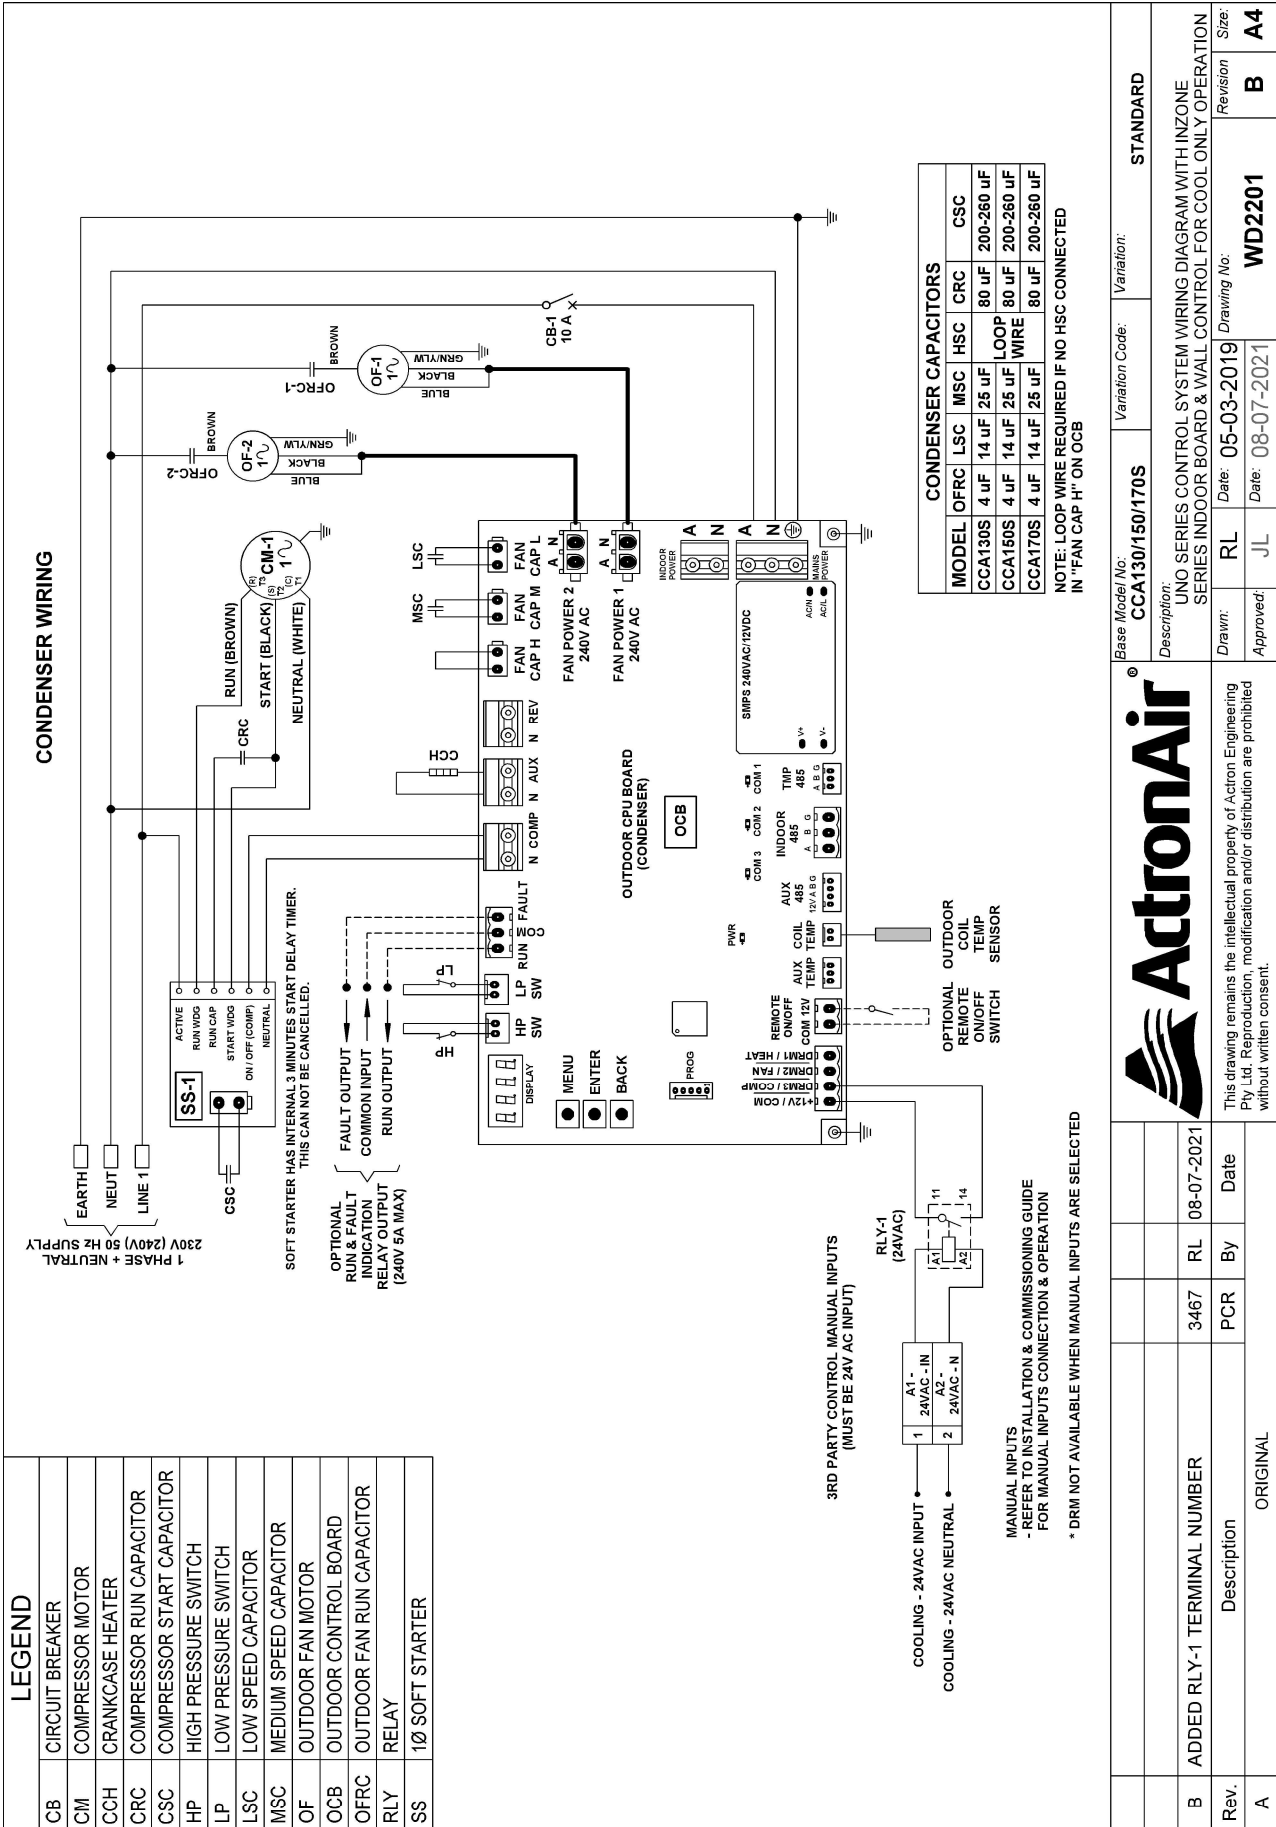 CONDENSER WIRING
1 PHASE + NEUTRAL
230V (240V) 50 Hz SUPPLY
EARTH
NEUT
LINE 1
SS-1
ACTIVE
RUN WDG
RUN CAP
START WDG
ON / OFF (COMP)
NEUTRAL
CSC
SOFT STARTER HAS INTERNAL 3 MINUTES START DELAY TIMER.
THIS CAN NOT BE CANCELLED.
CRC
RUN (BROWN)
START (BLACK)
NEUTRAL (WHITE)
CM-1
1
(R)
T3
(S)
T2
(C)
T1
OFRC-2
BROWN
OF-2
1
BLUE
BLACK
GRN/YLW
OFRC-1
BROWN
OF-1
1
BLUE
BLACK
GRN/YLW
CB-1
10 A
OPTIONAL
RUN & FAULT
INDICATION
RELAY OUTPUT
(240V 5A MAX)
FAULT OUTPUT
COMMON INPUT
RUN OUTPUT
HP
LP
CCH
MSC
LSC
DISPLAY
HP
SW
LP
SW
RUN
COM
FAULT
N COMP
N AUX
N REV
FAN
CAP H
FAN
CAP M
FAN
CAP L
MENU
ENTER
BACK
FAN POWER 2
240V AC
A N
FAN POWER 1
240V AC
A N
OUTDOOR CPU BOARD
(CONDENSER)
OCB
PROG
PWR
COM 3
COM 2
COM 1
SMPS 240VAC/12VDC
V+
V-
AC/N
AC/L
INDOOR
POWER
MAINS
POWER
A
N
A
N
+12V / COM
DRM3 / COMP
DRM2 / FAN
DRM1 / HEAT
REMOTE
ON/OFF
COM 12V
AUX
TEMP
COIL
TEMP
AUX
485
12V A B G
INDOOR
485
A B G
TMP
485
A B G
OPTIONAL
REMOTE
ON/OFF
SWITCH
OUTDOOR
COIL
TEMP
SENSOR
RLY-1
(24VAC)
A1
A2
11
14
3RD PARTY CONTROL MANUAL INPUTS
(MUST BE 24V AC INPUT)
1
A1 -
24VAC - IN
2
A2 -
24VAC - N
COOLING - 24VAC INPUT
COOLING - 24VAC NEUTRAL
MANUAL INPUTS
- REFER TO INSTALLATION & COMMISSIONING GUIDE
FOR MANUAL INPUTS CONNECTION & OPERATION
* DRM NOT AVAILABLE WHEN MANUAL INPUTS ARE SELECTED
CONDENSER CAPACITORS
MODEL OFRC LSC MSC HSC CRC CSC
CCA130S 4 uF 14 uF 25 uF LOOP WIRE 80 uF 200-260 uF
CCA150S 4 uF 14 uF 25 uF 80 uF 200-260 uF
CCA170S 4 uF 14 uF 25 uF 80 uF 200-260 uF
NOTE: LOOP WIRE REQUIRED IF NO HSC CONNECTED
IN "FAN CAP H" ON OCB
LEGEND
CB CIRCUIT BREAKER
CM COMPRESSOR MOTOR
CCH CRANKCASE HEATER
CRC COMPRESSOR RUN CAPACITOR
CSC COMPRESSOR START CAPACITOR
HP HIGH PRESSURE SWITCH
LP LOW PRESSURE SWITCH
LSC LOW SPEED CAPACITOR
MSC MEDIUM SPEED CAPACITOR
OF OUTDOOR FAN MOTOR
OCB OUTDOOR CONTROL BOARD
OFRC OUTDOOR FAN RUN CAPACITOR
RLY RELAY
SS 1Ø SOFT STARTER
B ADDED RLY-1 TERMINAL NUMBER 3467 RL 08-07-2021
Rev. Description PCR By Date
A ORIGINAL
ActronAir®
This drawing remains the intellectual property of Actron Engineering
Pty Ltd. Reproduction, modification and/or distribution are prohibited
without written consent.
Base Model No:
CCA130/150/170S
Variation Code:
Variation:
STANDARD
Description:
UNO SERIES CONTROL SYSTEM WIRING DIAGRAM WITH INZONE
SERIES INDOOR BOARD & WALL CONTROL FOR COOL ONLY OPERATION
Drawn: RL
Date: 05-03-2019
Drawing No:
WD2201
Revision
B
Size:
A4
Approved: JL
Date: 08-07-2021